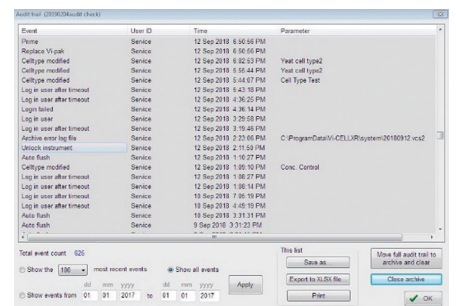 Audit trail (20190204audit check)
Event User ID Time Parameter
Prime Service 12 Sep 2018 6:50:56 PM
Replace Vi-pak Service 12 Sep 2018 6:50:56 PM
Celltype modified Service 12 Sep 2018 6:02:53 PM Yeat cell type2
Celltype modified Service 12 Sep 2018 5:55:44 PM Yeat cell type2
Celltype modified Service 12 Sep 2018 5:44:07 PM Cell Type Test
Log in user after timeout Service 12 Sep 2018 5:43:18 PM
Log in user after timeout Service 12 Sep 2018 4:36:25 PM
Login failed Service 12 Sep 2018 4:36:14 PM
Log in user Service 12 Sep 2018 3:29:58 PM
Log in user after timeout Service 12 Sep 2018 3:19:48 PM
Archive error log file Service 12 Sep 2018 2:23:06 PM C:\ProgramData\Vi-CELLXR\system\20180912.vca2
Unlock instrument Service 12 Sep 2018 2:11:59 PM
Auto flush Service 12 Sep 2018 1:10:27 PM
Celltype modified Service 12 Sep 2018 1:09:10 PM Conc. Control
Log in user after timeout Service 12 Sep 2018 1:08:27 PM
Log in user after timeout Service 12 Sep 2018 1:08:14 PM
Log in user after timeout Service 10 Sep 2018 7:06:19 PM
Log in user after timeout Service 10 Sep 2018 4:49:19 PM
Auto flush Service 10 Sep 2018 3:31:31 PM
Auto flush Service 9 Sep 2018 3:31:23 PM
Total event count 626
Show the 100 most recent events Show all events
dd mm yyyy dd mm yyyy
Show events from 01 01 2017 to 01 01 2017
Apply
This list
Save as...
Export to XLSX file
Print
Move full audit trail to
archive and clear
Close archive
OK